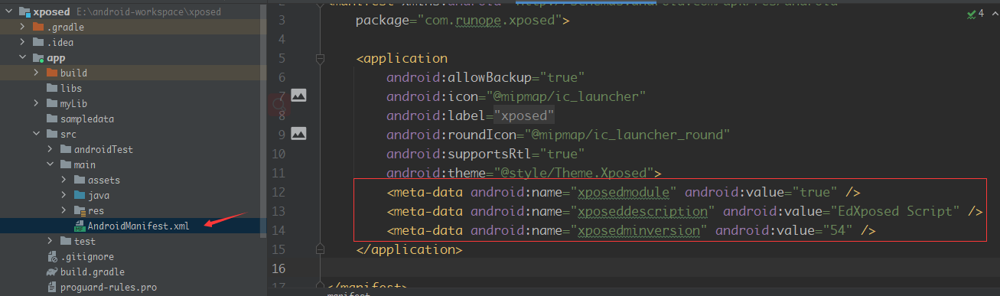 xposed E:\android-workspace\xposed
.gradle
.idea
app
build
libs
myLib
sampledata
src
androidTest
main
assets
java
res
AndroidManifest.xml
test
.gitignore
build.gradle
proguard-rules.pro
4
2
3 package="com.runope.xposed">
4
5 <application
6 android:allowBackup="true"
7 android:icon="@mipmap/ic_launcher"
8 android:label="xposed"
9 android:roundIcon="@mipmap/ic_launcher_round"
10 android:supportsRtl="true"
11 android:theme="@style/Theme.Xposed">
12 <meta-data android:name="xposedmodule" android:value="true" />
13 <meta-data android:name="xposeddescription" android:value="EdXposed Script" />
14 <meta-data android:name="xposedminversion" android:value="54" />
15 </application>
16
17 </manifest>
manifest